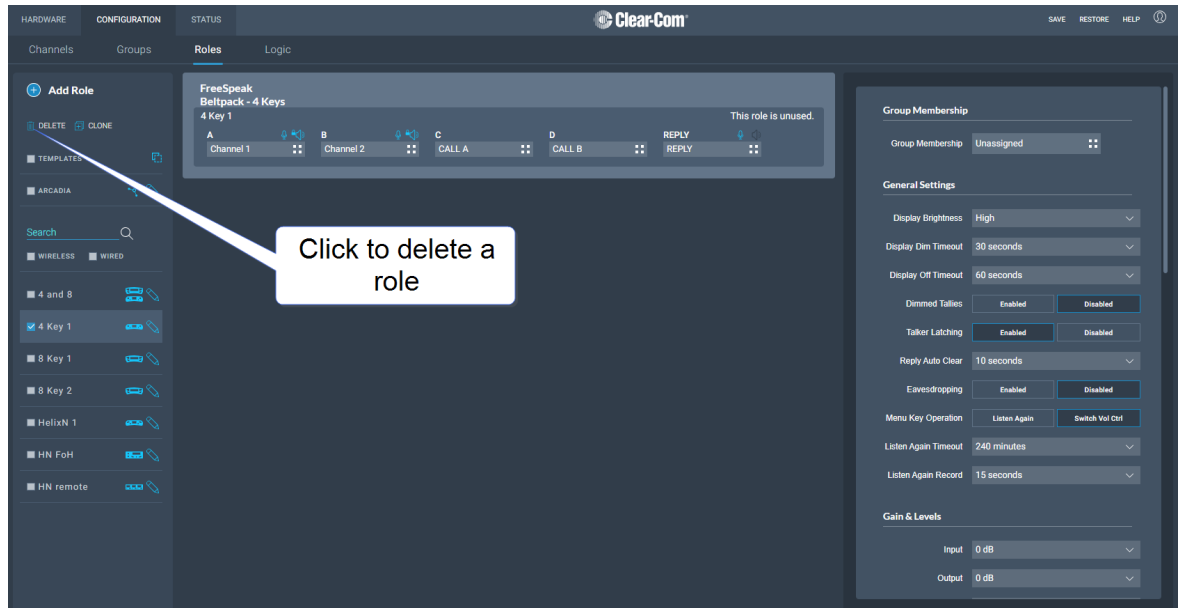 HARDWARE CONFIGURATION STATUS Clear-Com SAVE RESTORE HELP
Channels Groups Roles Logic
Add Role
DELETE CLONE
TEMPLATES
ARCADIA
Search
WIRELESS WIRED
4 and 8
4 Key 1
8 Key 1
8 Key 2
HelixN 1
HN FoH
HN remote
FreeSpeak
Beltpack - 4 Keys
4 Key 1 This role is unused.
A B C D REPLY
Channel 1 Channel 2 CALL A CALL B REPLY
Click to delete a
role
Group Membership
Group Membership Unassigned
General Settings
Display Brightness High
Display Dim Timeout 30 seconds
Display Off Timeout 60 seconds
Dimmed Tallies Enabled Disabled
Talker Latching Enabled Disabled
Reply Auto Clear 10 seconds
Eavesdropping Enabled Disabled
Menu Key Operation Listen Again Switch Vol Ctrl
Listen Again Timeout 240 minutes
Listen Again Record 15 seconds
Gain & Levels
Input 0 dB
Output 0 dB